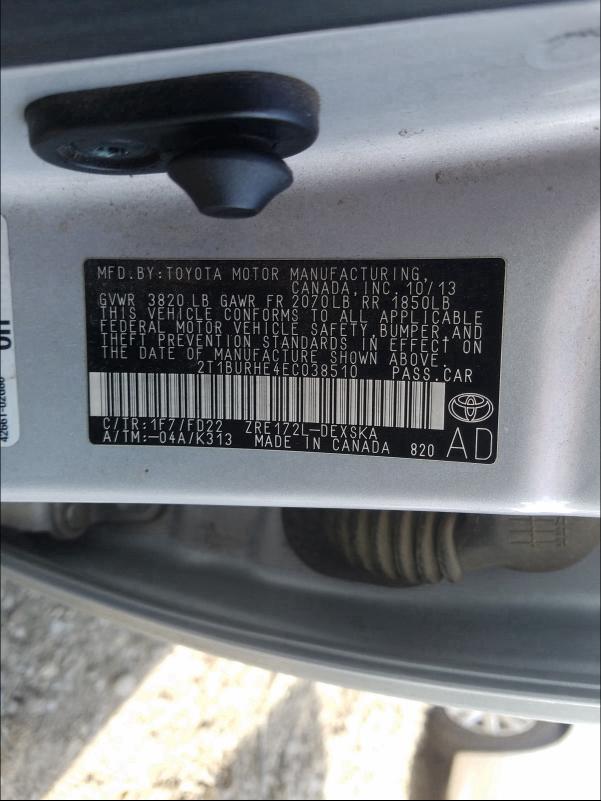 MFD.BY:TOYOTA MOTOR MANUFACTURING,
CANADA,INC. 10/13
GVWR 3820 LB GAWR FR 2070LB RR 1850LB
THIS VEHICLE CONFORMS TO ALL APPLICABLE
FEDERAL MOTOR VEHICLE SAFETY,BUMPER,AND
THEFT PREVENTION STANDARDS IN EFFECT ON
THE DATE OF MANUFACTURE SHOWN ABOVE.
2T1BURHE4EC038510 PASS.CAR
C/TR:1F7/FD22 ZRE172L-DEXSKA
A/TM:-04A/K313 MADE IN CANADA 820 AD